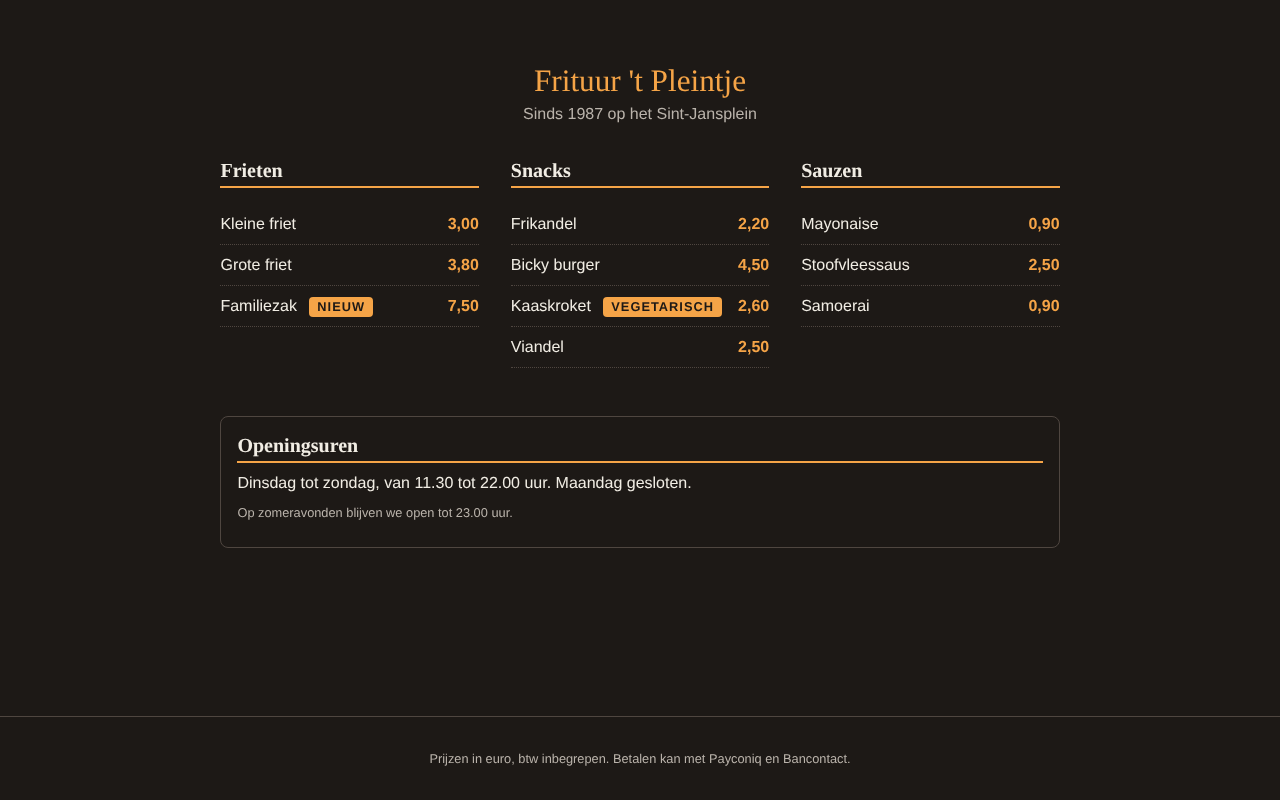 Frituur 't Pleintje
Sinds 1987 op het Sint-Jansplein
Frieten
Kleine friet 3,00
Grote friet 3,80
Familiezak NIEUW 7,50
Snacks
Frikandel 2,20
Bicky burger 4,50
Kaaskroket VEGETARISCH 2,60
Viandel 2,50
Sauzen
Mayonaise 0,90
Stoofvleessaus 2,50
Samoerai 0,90
Openingsuren
Dinsdag tot zondag, van 11.30 tot 22.00 uur. Maandag gesloten.
Op zomeravonden blijven we open tot 23.00 uur.
Prijzen in euro, btw inbegrepen. Betalen kan met Payconiq en Bancontact.